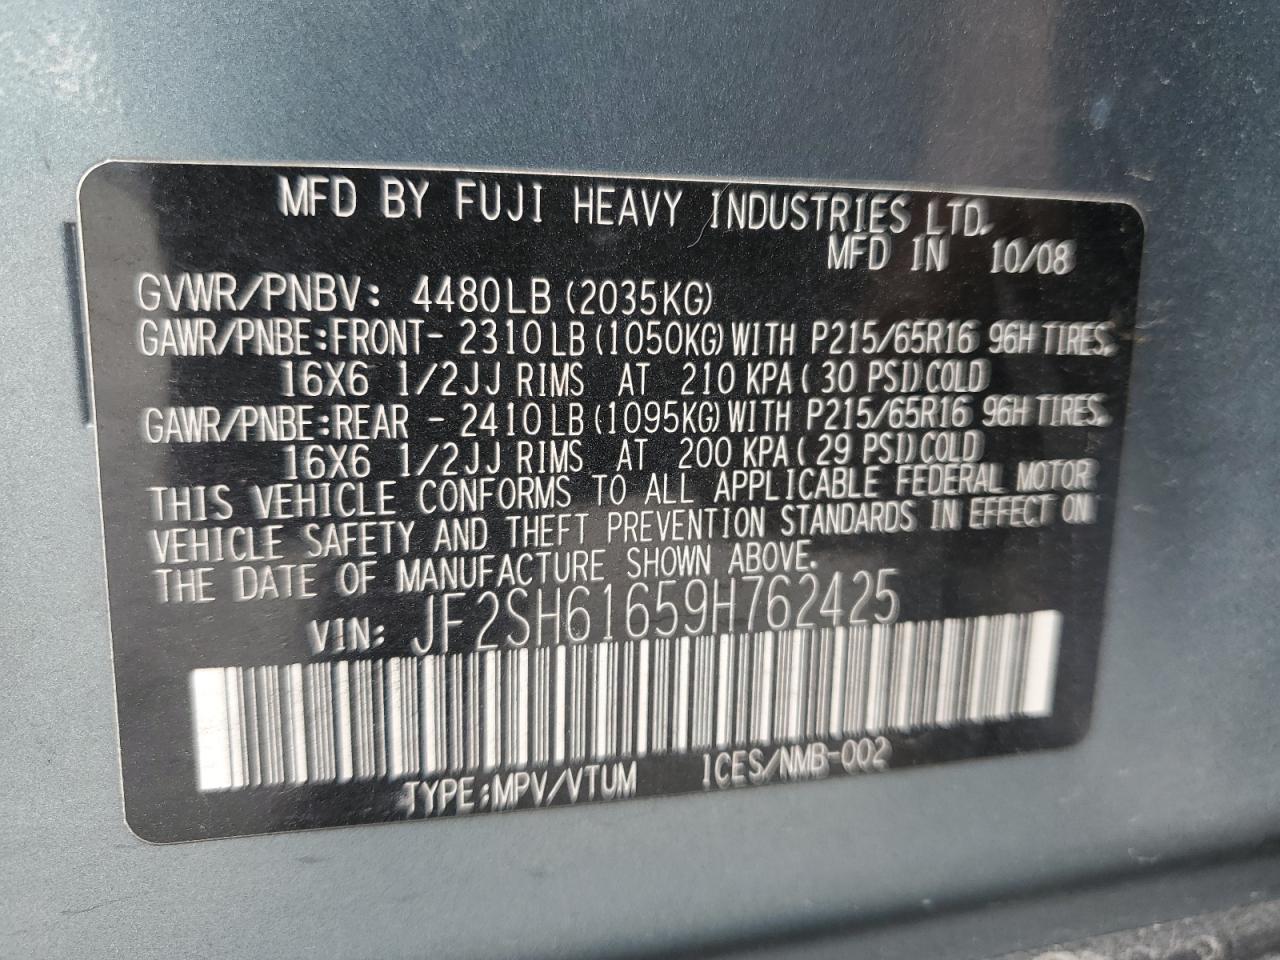 MFD BY FUJI HEAVY INDUSTRIES LTD.
MFD IN 10/08
GVWR/PNBV: 4480LB (2035KG)
GAWR/PNBE:FRONT- 2310 LB (1050KG) WITH P215/65R16 96H TIRES.
16X6 1/2JJ RIMS AT 210 KPA ( 30 PSI) COLD
GAWR/PNBE:REAR - 2410 LB (1095KG) WITH P215/65R16 96H TIRES.
16X6 1/2JJ RIMS AT 200 KPA ( 29 PSI) COLD
THIS VEHICLE CONFORMS TO ALL APPLICABLE FEDERAL MOTOR
VEHICLE SAFETY AND THEFT PREVENTION STANDARDS IN EFFECT ON
THE DATE OF MANUFACTURE SHOWN ABOVE.
VIN: JF2SH61659H762425
TYPE:MPV/VTUM ICES/NMB-002